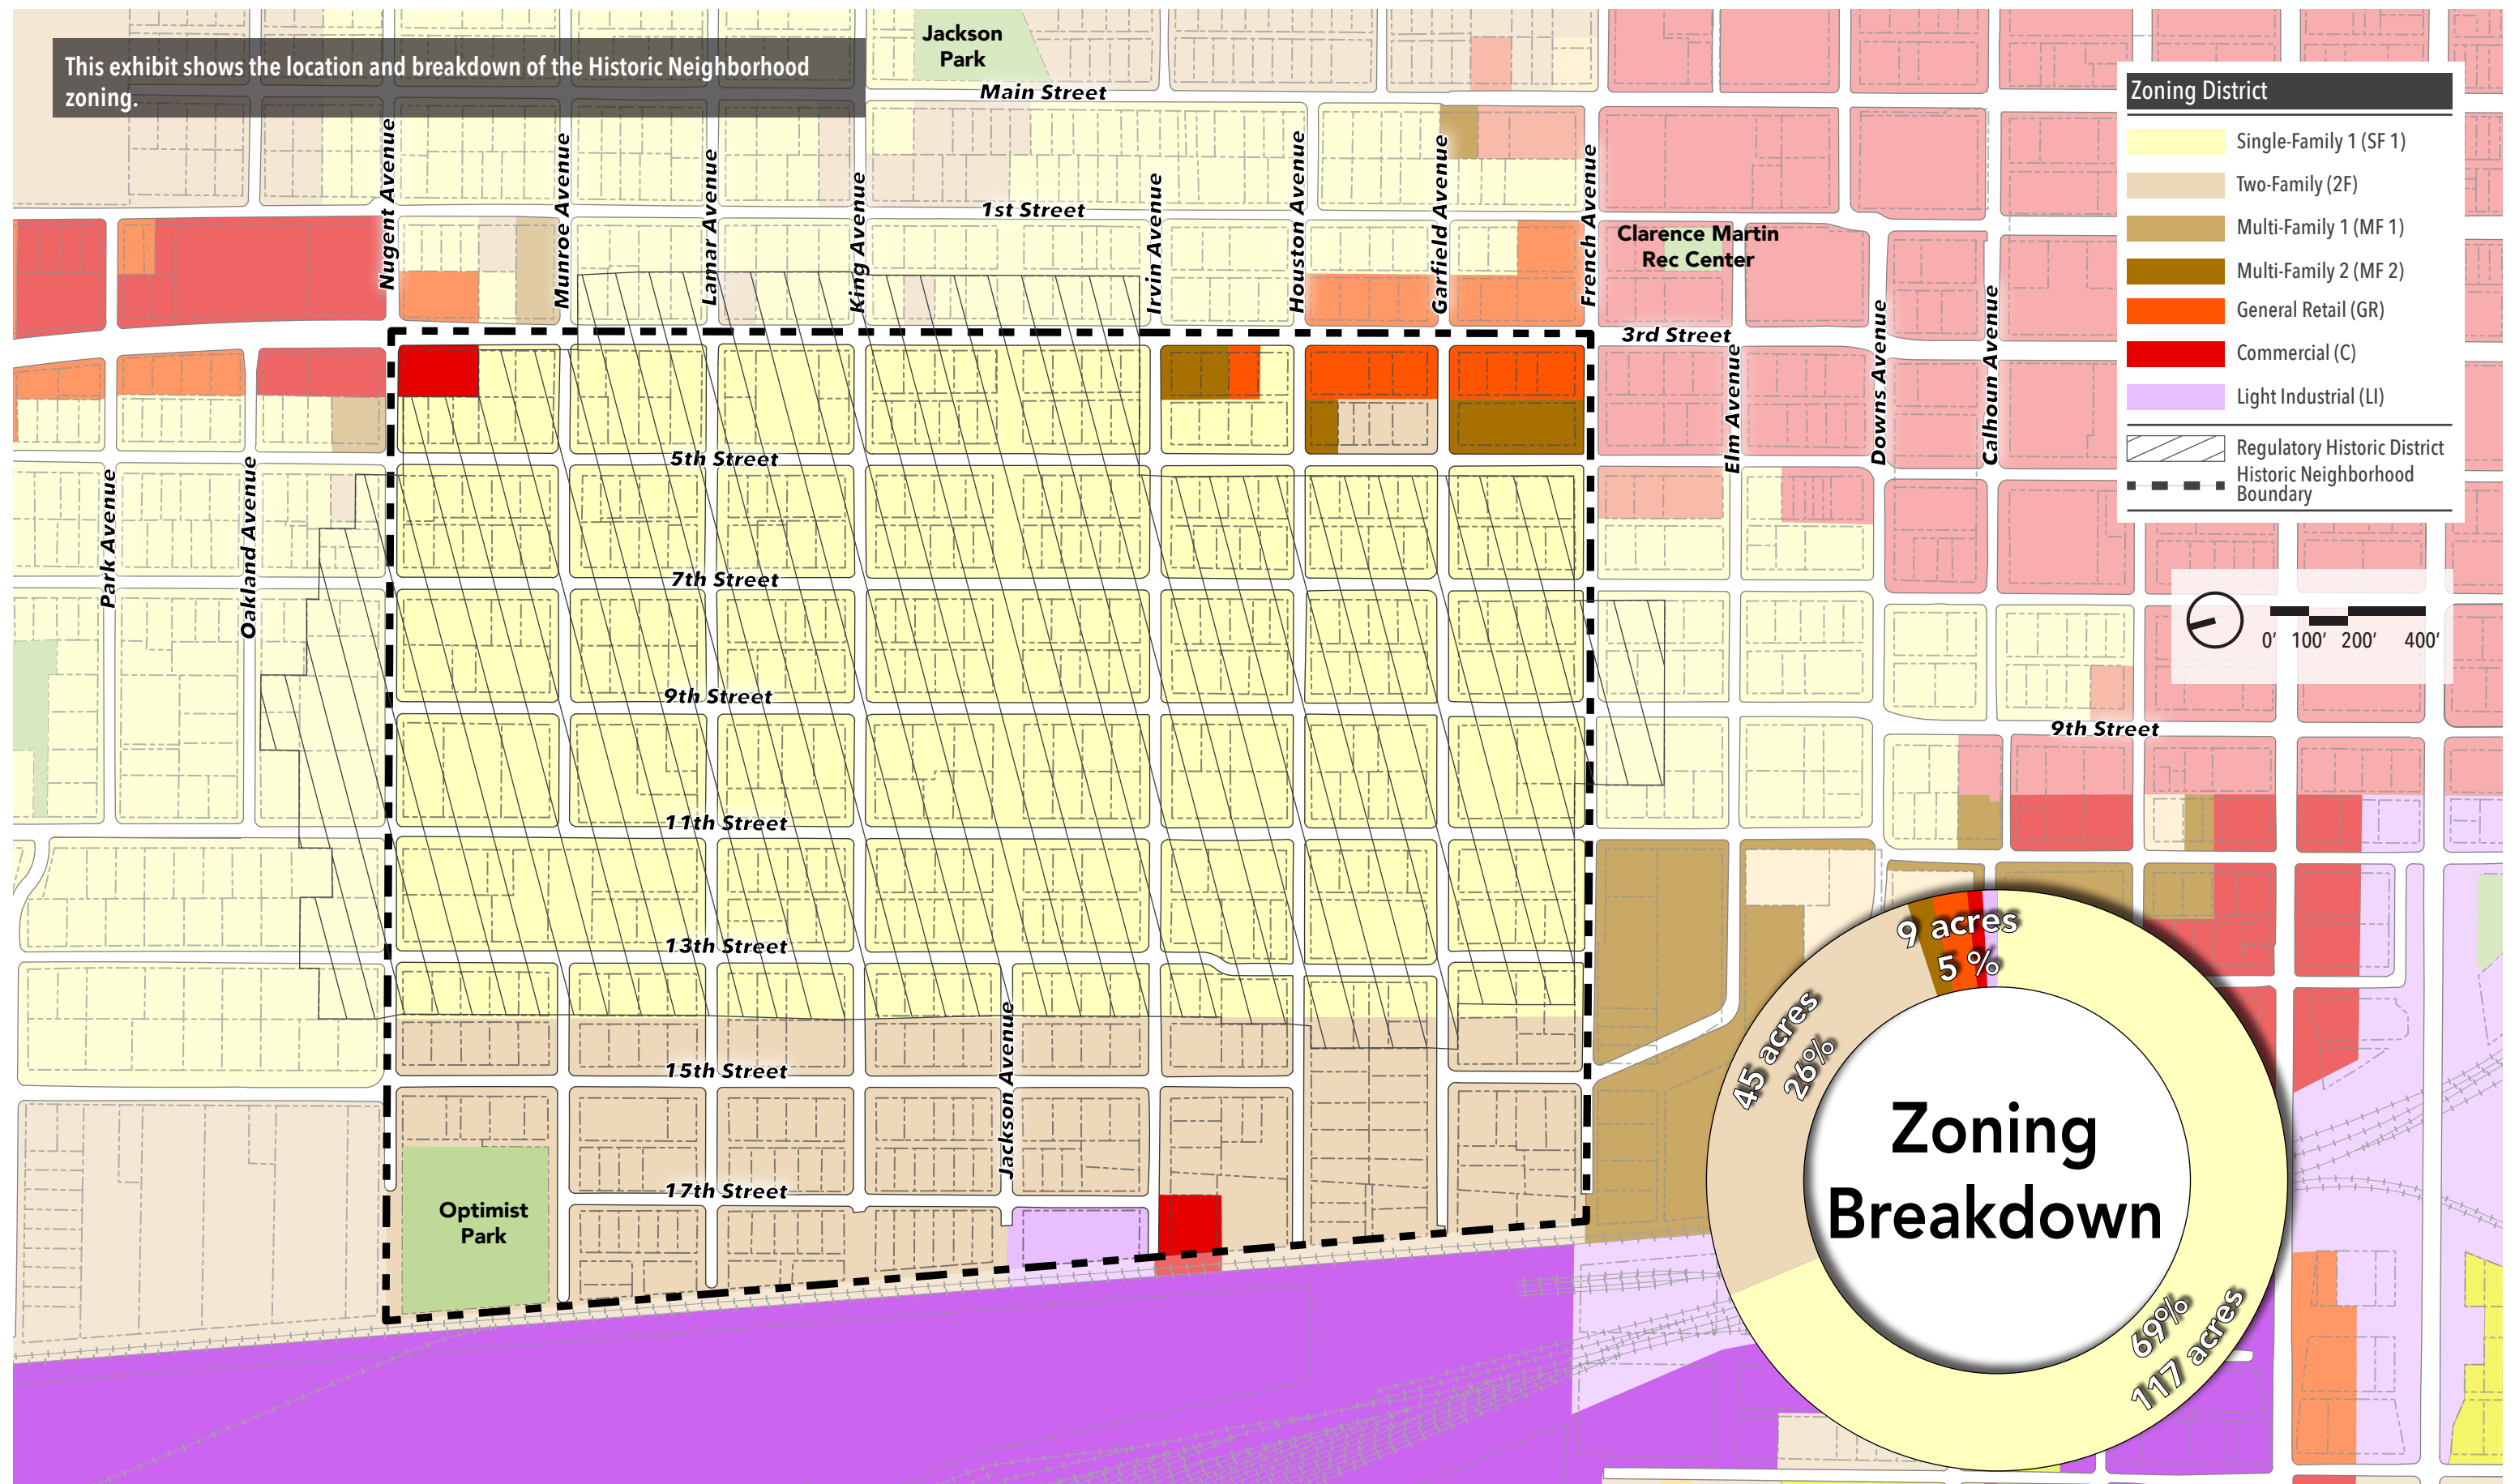 This exhibit shows the location and breakdown of the Historic Neighborhood
zoning.
Jackson
Park
Main Street
Nugent Avenue
Munroe Avenue
Lamar Avenue
King Avenue
Irvin Avenue
Houston Avenue
Garfield Avenue
French Avenue
1st Street
Clarence Martin
Rec Center
3rd Street
Elm Avenue
Downs Avenue
Calhoun Avenue
5th Street
Park Avenue
Oakland Avenue
7th Street
9th Street
9th Street
11th Street
13th Street
Jackson Avenue
15th Street
17th Street
Optimist
Park
Zoning District
Single-Family 1 (SF 1)
Two-Family (2F)
Multi-Family 1 (MF 1)
Multi-Family 2 (MF 2)
General Retail (GR)
Commercial (C)
Light Industrial (LI)
Regulatory Historic District
Historic Neighborhood
Boundary
0' 100' 200' 400'
9 acres
5 %
45 acres
26%
Zoning
Breakdown
69%
117 acres